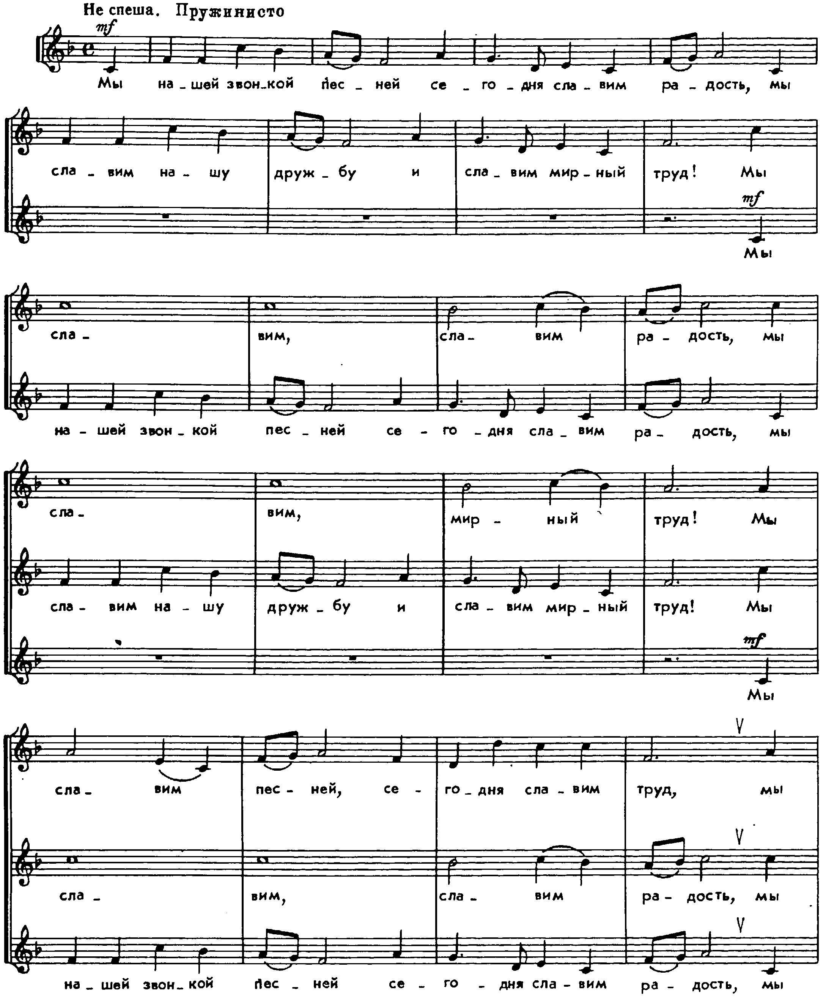 Не спеша. Пружинисто
mf
Мы на - шей звон - кой пес - ней се - го - дня сла - вим ра - дость, мы
сла - вим на - шу друж - бу и сла - вим мир - ный труд! Мы
mf
Мы
сла - вим, сла - вим ра - дость, мы
на - шей звон - кой пес - ней се - го - дня сла - вим ра - дость, мы
сла - вим, мир - ный труд! Мы
сла - вим на - шу друж - бу и сла - вим мир - ный труд! Мы
mf
Мы
сла - вим пес - ней, се - го - дня сла - вим труд, мы
сла - вим, сла - вим ра - дость, мы
на - шей звон - кой пес - ней се - го - дня сла - вим ра - дость, мы